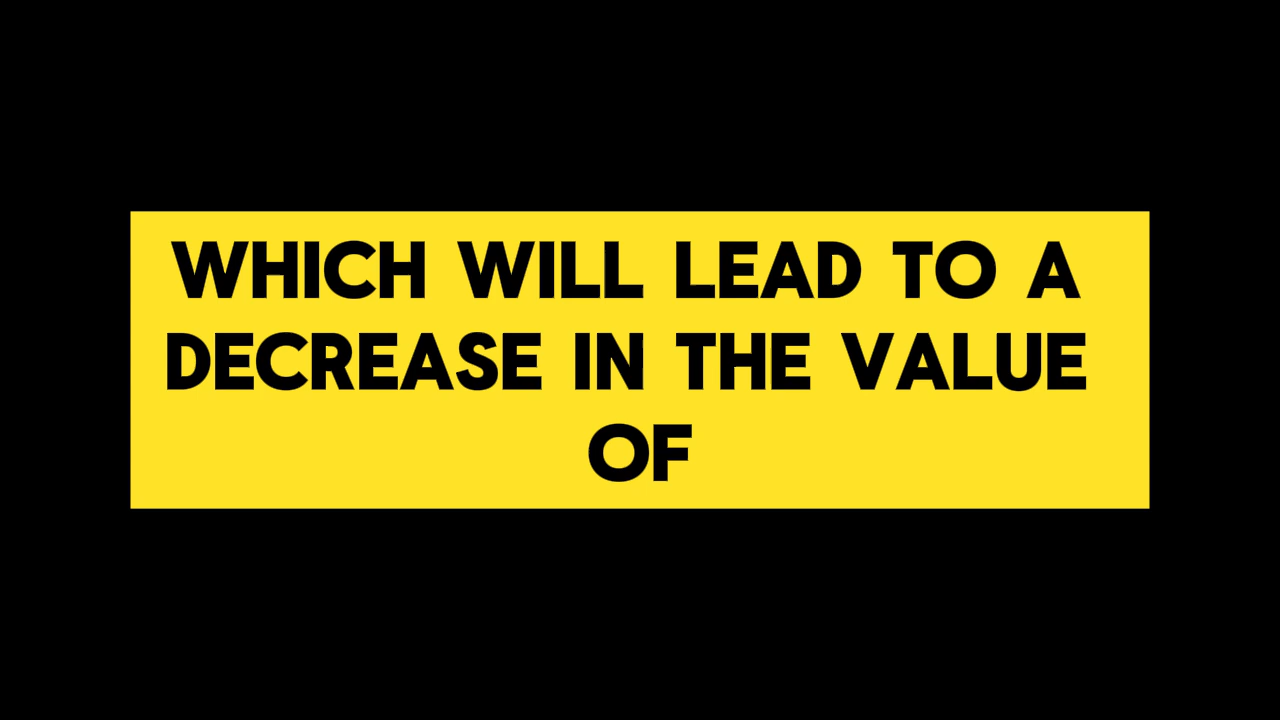 WHICH WILL LEAD TO A
DECREASE IN THE VALUE
OF